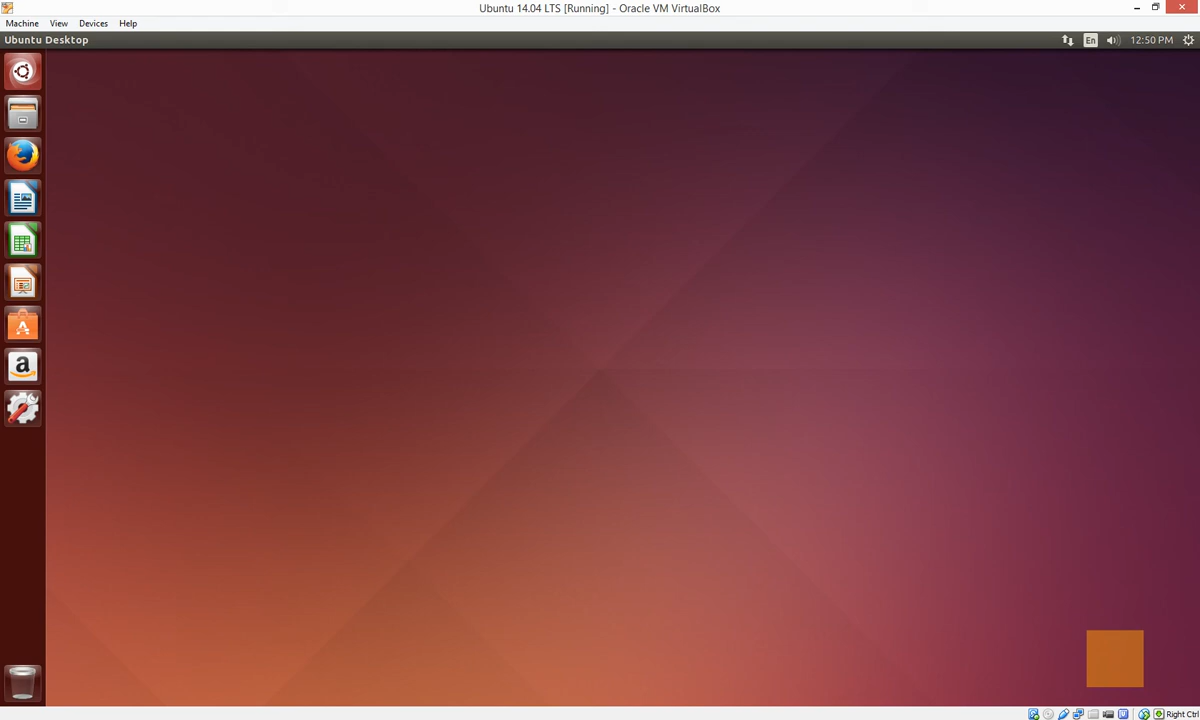 Ubuntu 14.04 LTS [Running] - Oracle VM VirtualBox
Machine View Devices Help
Ubuntu Desktop En 12:50 PM
a
Right Ctrl